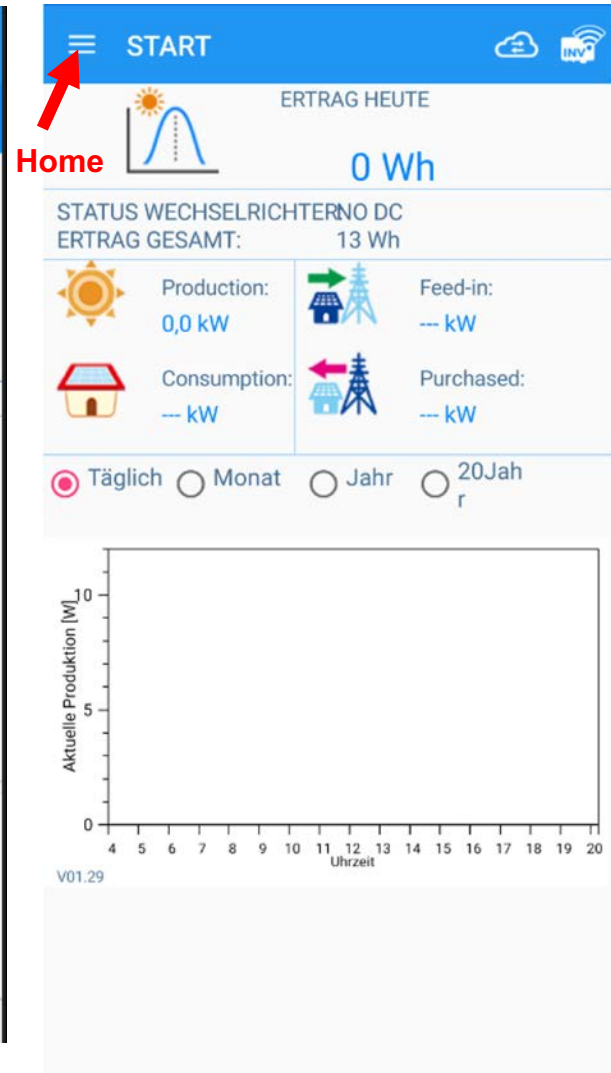 START
INV
ERTRAG HEUTE
Home
0 Wh
STATUS WECHSELRICHTERNO DC
ERTRAG GESAMT: 13 Wh
Production:
0,0 kW
Feed-in:
--- kW
Consumption:
--- kW
Purchased:
--- kW
Täglich Monat Jahr 20Jah
r
Aktuelle Produktion [W]
10
5
0
4 5 6 7 8 9 10 11 12 13 14 15 16 17 18 19 20
Uhrzeit
V01.29